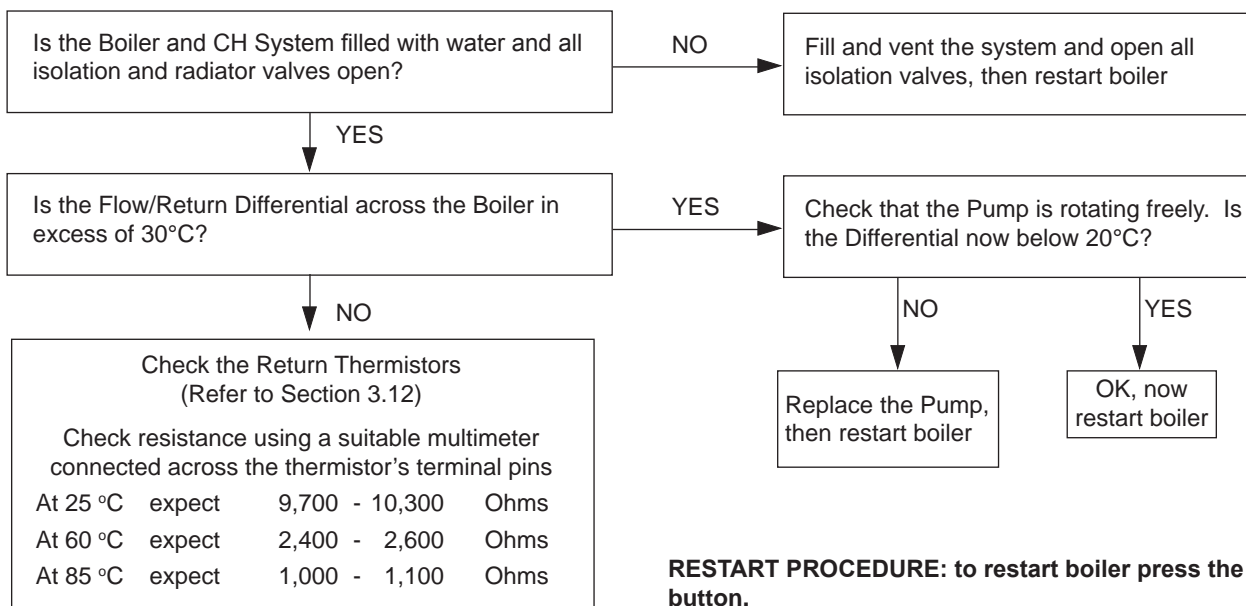 Is the Boiler and CH System filled with water and all
isolation and radiator valves open?
NO
Fill and vent the system and open all
isolation valves, then restart boiler
YES
Is the Flow/Return Differential across the Boiler in
excess of 30°C?
YES
Check that the Pump is rotating freely.  Is
the Differential now below 20°C?
NO
NO
YES
Check the Return Thermistors
(Refer to Section 3.12)
Check resistance using a suitable multimeter
connected across the thermistor's terminal pins
At 25 °C expect 9,700 - 10,300 Ohms
At 60 °C expect 2,400 - 2,600 Ohms
At 85 °C expect 1,000 - 1,100 Ohms
Replace the Pump,
then restart boiler
OK, now
restart boiler
RESTART PROCEDURE: to restart boiler press the
button.